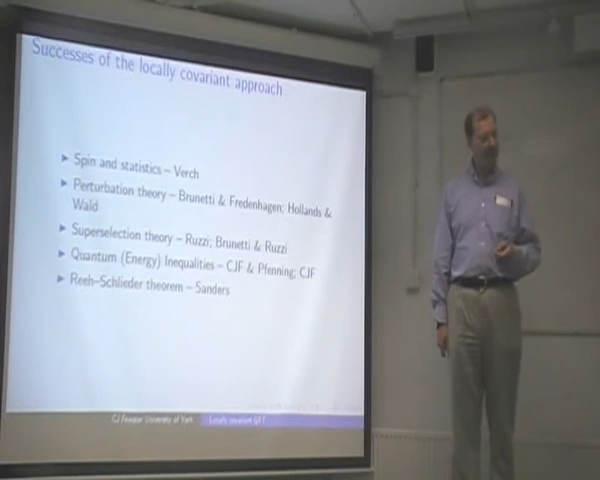 Successes of the locally covariant approach
► Spin and statistics – Verch
► Perturbation theory – Brunetti & Fredenhagen; Hollands &
Wald
► Superselection theory – Ruzzi; Brunetti & Ruzzi
► Quantum (Energy) Inequalities – CJF & Pfenning; CJF
► Reeh–Schlieder theorem – Sanders
CJ Fewster University of York Locally covariant QFT